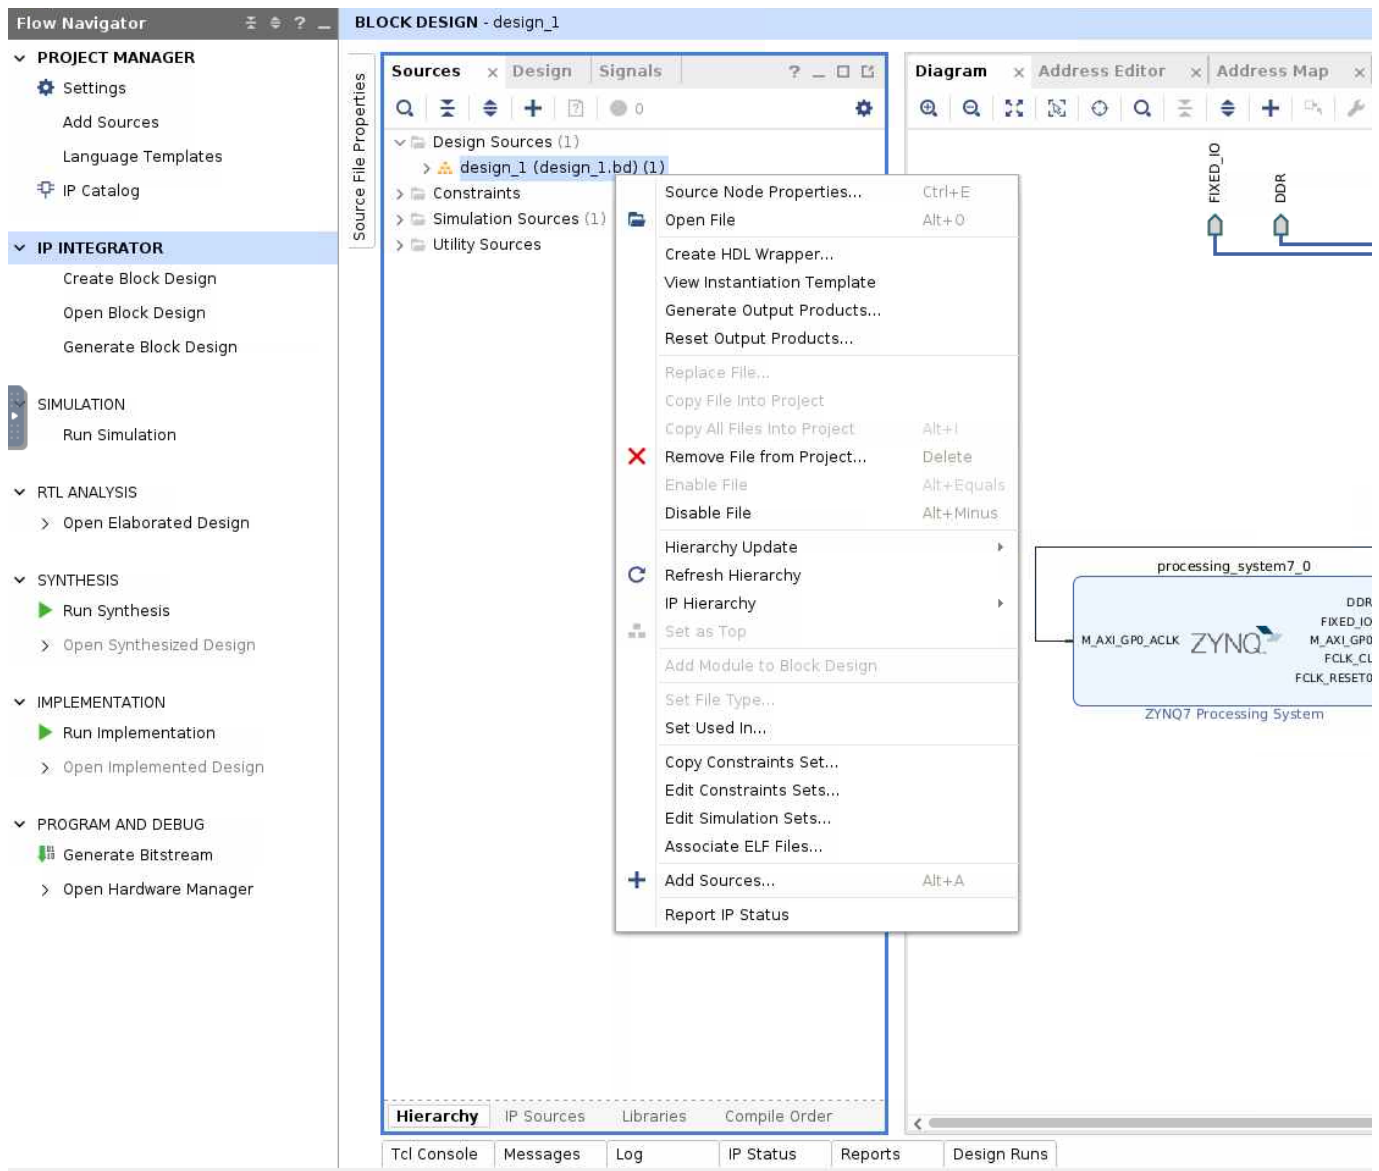 Flow Navigator ?
PROJECT MANAGER
Settings
Add Sources
Language Templates
IP Catalog
IP INTEGRATOR
Create Block Design
Open Block Design
Generate Block Design
SIMULATION
Run Simulation
RTL ANALYSIS
Open Elaborated Design
SYNTHESIS
Run Synthesis
Open Synthesized Design
IMPLEMENTATION
Run Implementation
Open Implemented Design
PROGRAM AND DEBUG
Generate Bitstream
Open Hardware Manager
BLOCK DESIGN - design_1
Source File Properties
Sources Design Signals ?
0
Design Sources (1)
design_1 (design_1.bd) (1)
Constraints
Simulation Sources (1)
Utility Sources
Source Node Properties... Ctrl+E
Open File Alt+O
Create HDL Wrapper...
View Instantiation Template
Generate Output Products...
Reset Output Products...
Replace File...
Copy File Into Project
Copy All Files Into Project Alt+I
Remove File from Project... Delete
Enable File Alt+Equals
Disable File Alt+Minus
Hierarchy Update
Refresh Hierarchy
IP Hierarchy
Set as Top
Add Module to Block Design
Set File Type...
Set Used In...
Copy Constraints Set...
Edit Constraints Sets...
Edit Simulation Sets...
Associate ELF Files...
Add Sources... Alt+A
Report IP Status
Hierarchy IP Sources Libraries Compile Order
Diagram Address Editor Address Map
FIXED_IO
DDR
processing_system7_0
DDR
FIXED_IO
M_AXI_GP0_ACLK ZYNQ M_AXI_GP0
FCLK_CL
FCLK_RESET0
ZYNQ7 Processing System
Tcl Console Messages Log IP Status Reports Design Runs